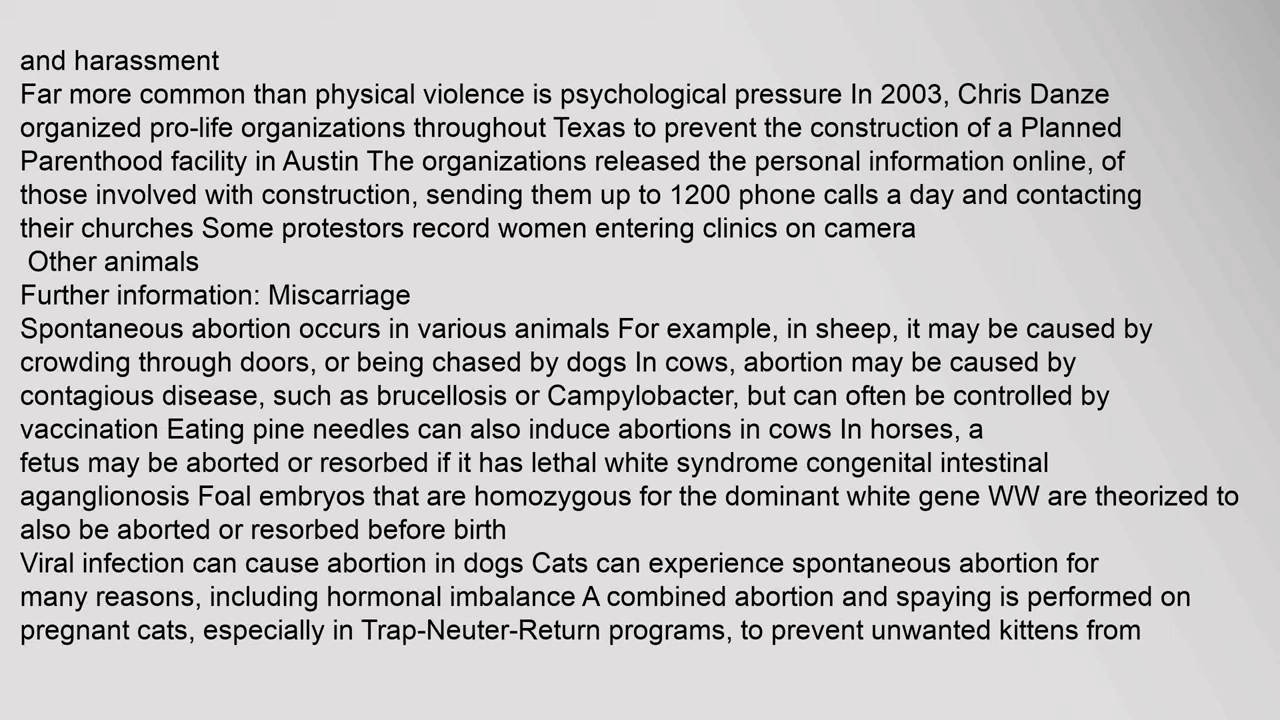 and harassment
Far more common than physical violence is psychological pressure In 2003, Chris Danze
organized pro-life organizations throughout Texas to prevent the construction of a Planned
Parenthood facility in Austin The organizations released the personal information online, of
those involved with construction, sending them up to 1200 phone calls a day and contacting
their churches Some protestors record women entering clinics on camera
Other animals
Further information: Miscarriage
Spontaneous abortion occurs in various animals For example, in sheep, it may be caused by
crowding through doors, or being chased by dogs In cows, abortion may be caused by
contagious disease, such as brucellosis or Campylobacter, but can often be controlled by
vaccination Eating pine needles can also induce abortions in cows In horses, a
fetus may be aborted or resorbed if it has lethal white syndrome congenital intestinal
aganglionosis Foal embryos that are homozygous for the dominant white gene WW are theorized to
also be aborted or resorbed before birth
Viral infection can cause abortion in dogs Cats can experience spontaneous abortion for
many reasons, including hormonal imbalance A combined abortion and spaying is performed on
pregnant cats, especially in Trap-Neuter-Return programs, to prevent unwanted kittens from